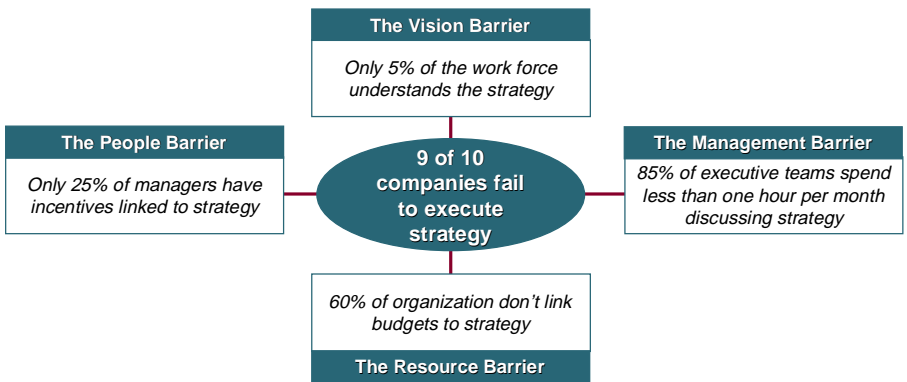 The Vision Barrier
Only 5% of the work force
understands the strategy
The People Barrier
Only 25% of managers have
incentives linked to strategy
9 of 10
companies fail
to execute
strategy
The Management Barrier
85% of executive teams spend
less than one hour per month
discussing strategy
60% of organization don't link
budgets to strategy
The Resource Barrier